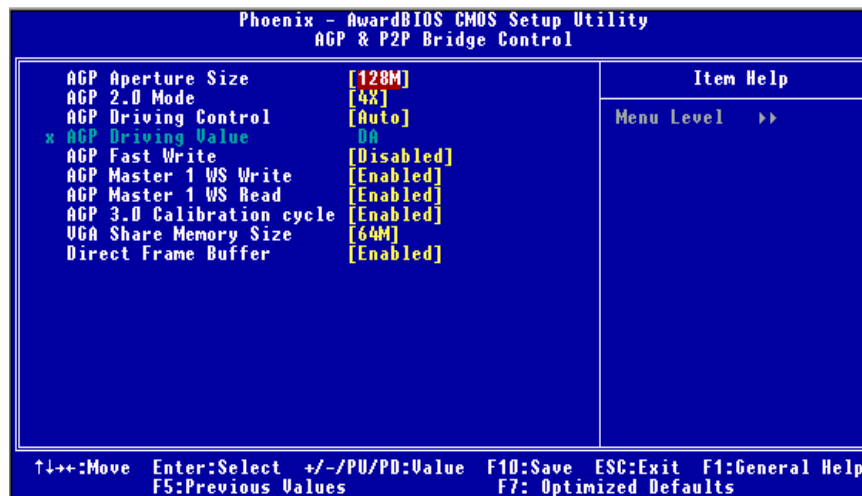 Phoenix - AwardBIOS CMOS Setup Utility
AGP & P2P Bridge Control
AGP Aperture Size [128M]
AGP 2.0 Mode [4X]
AGP Driving Control [Auto]
x AGP Driving Value DA
AGP Fast Write [Disabled]
AGP Master 1 WS Write [Enabled]
AGP Master 1 WS Read [Enabled]
AGP 3.0 Calibration cycle [Enabled]
VGA Share Memory Size [64M]
Direct Frame Buffer [Enabled]
Item Help
Menu Level ▸▸
↑↓→←:Move Enter:Select +/-/PU/PD:Value F10:Save ESC:Exit F1:General Help
F5:Previous Values F7: Optimized Defaults